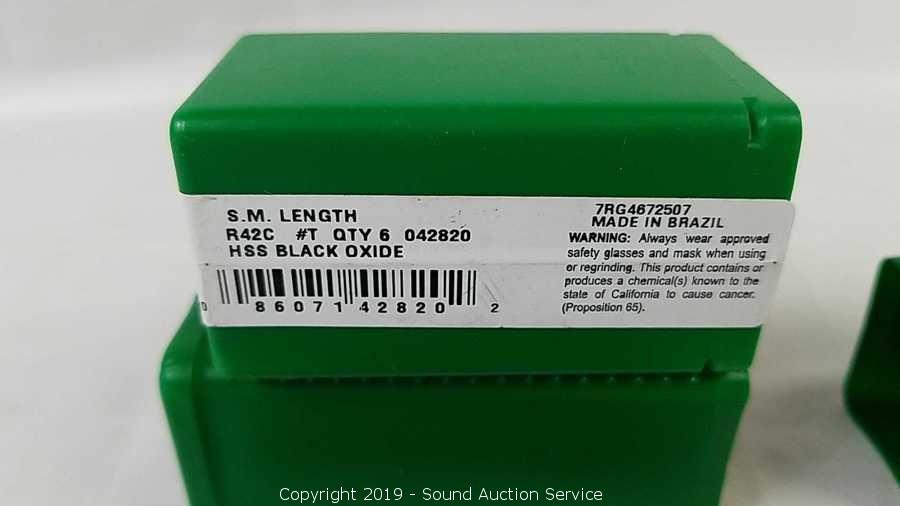 S.M. LENGTH
R42C #T QTY 6 042820
HSS BLACK OXIDE
0 86071 42820 2
7RG4672507
MADE IN BRAZIL
WARNING: Always wear approved
safety glasses and mask when using
or regrinding. This product contains or
produces a chemical(s) known to the
state of California to cause cancer.
(Proposition 65).
Copyright 2019 - Sound Auction Service